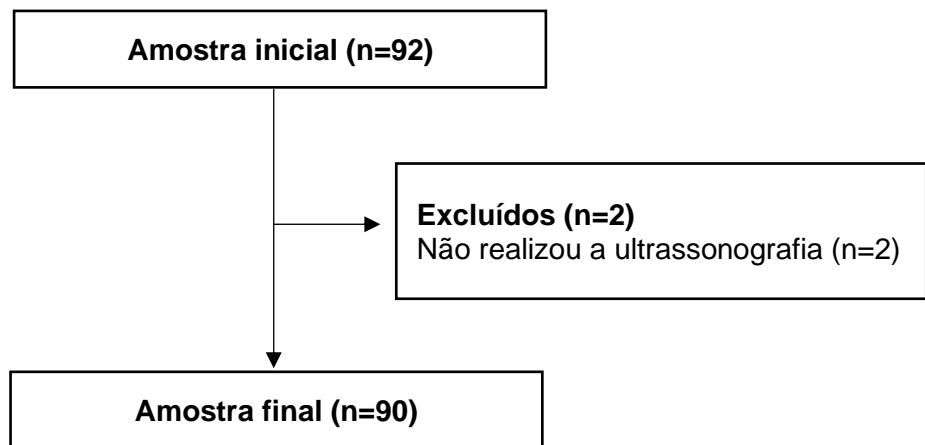 Amostra inicial (n=92)
Excluídos (n=2)
Não realizou a ultrassonografia (n=2)
Amostra final (n=90)